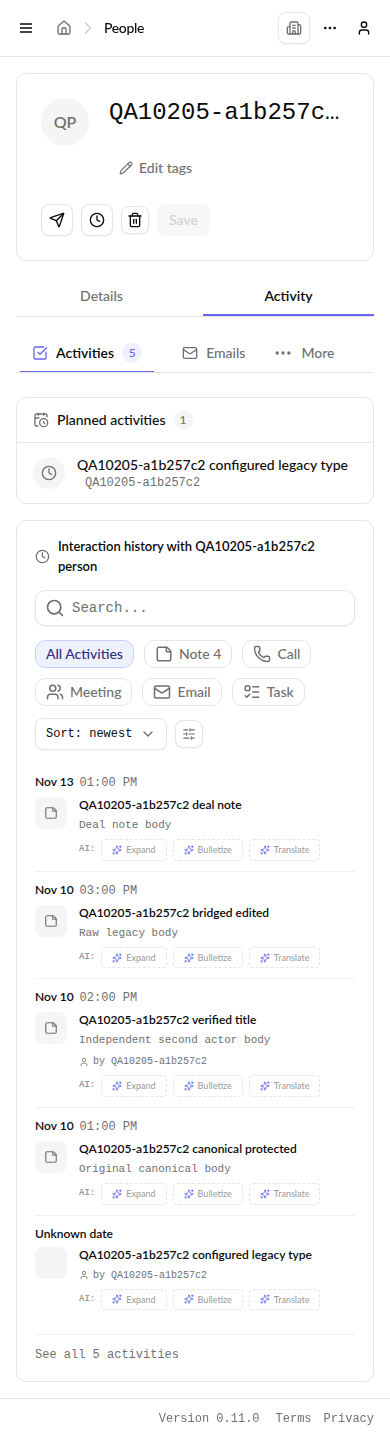 People
QP
QA10205-a1b257c…
Edit tags
Save
Details
Activity
Activities 5
Emails
More
Planned activities 1
QA10205-a1b257c2 configured legacy type
QA10205-a1b257c2
Interaction history with QA10205-a1b257c2
person
Search...
All Activities
Note 4
Call
Meeting
Email
Task
Sort: newest
Nov 13 01:00 PM
QA10205-a1b257c2 deal note
Deal note body
AI: Expand Bulletize Translate
Nov 10 03:00 PM
QA10205-a1b257c2 bridged edited
Raw legacy body
AI: Expand Bulletize Translate
Nov 10 02:00 PM
QA10205-a1b257c2 verified title
Independent second actor body
by QA10205-a1b257c2
AI: Expand Bulletize Translate
Nov 10 01:00 PM
QA10205-a1b257c2 canonical protected
Original canonical body
AI: Expand Bulletize Translate
Unknown date
QA10205-a1b257c2 configured legacy type
by QA10205-a1b257c2
AI: Expand Bulletize Translate
See all 5 activities
Version 0.11.0 Terms Privacy